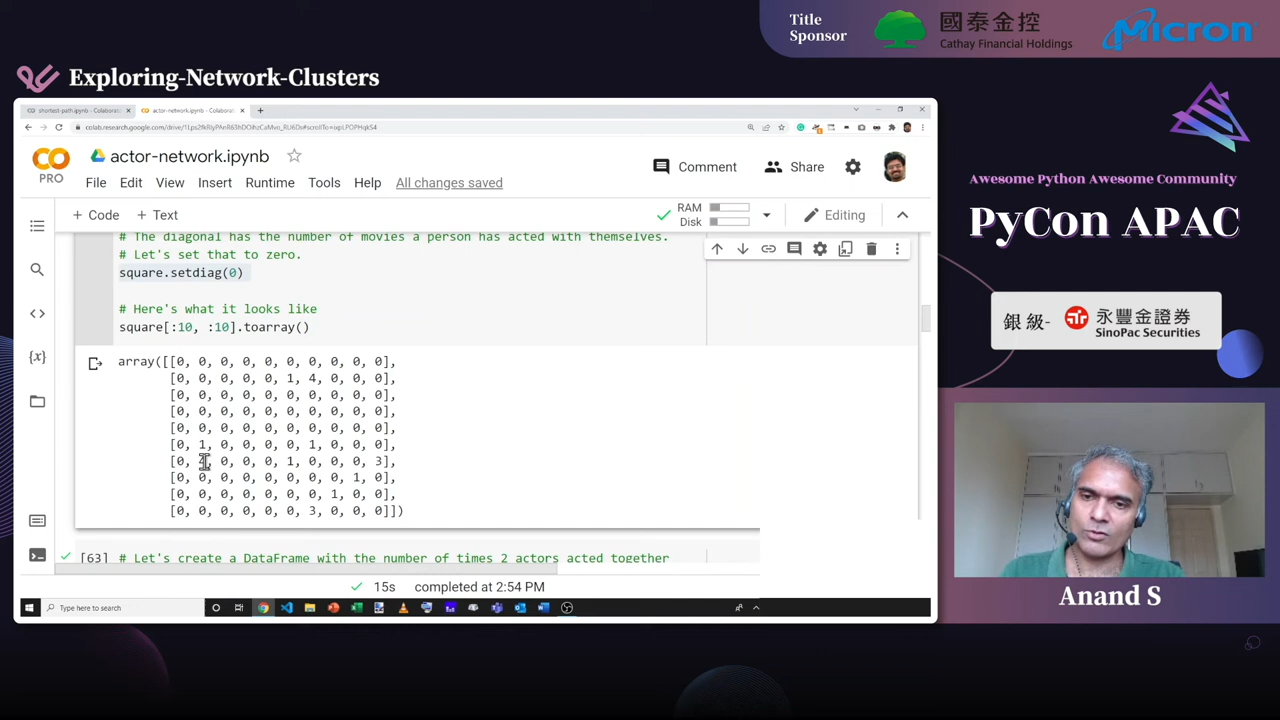 Title
Sponsor
國泰金控
Cathay Financial Holdings
Micron
Exploring-Network-Clusters
shortest-path.ipynb - Colaborat
actor-network.ipynb - Colaborat
actor-network.ipynb
PRO
Comment
Share
File Edit View Insert Runtime Tools Help All changes saved
+ Code + Text
RAM
Disk
Editing
# The diagonal has the number of movies a person has acted with themselves.
# Let's set that to zero.
square.setdiag(0)
# Here's what it looks like
square[:10, :10].toarray()
array([[0, 0, 0, 0, 0, 0, 0, 0, 0, 0],
[0, 0, 0, 0, 0, 1, 4, 0, 0, 0],
[0, 0, 0, 0, 0, 0, 0, 0, 0, 0],
[0, 0, 0, 0, 0, 0, 0, 0, 0, 0],
[0, 0, 0, 0, 0, 0, 0, 0, 0, 0],
[0, 1, 0, 0, 0, 0, 1, 0, 0, 0],
[0, 0, 0, 0, 1, 0, 0, 0, 3],
[0, 0, 0, 0, 0, 0, 0, 0, 1, 0],
[0, 0, 0, 0, 0, 0, 0, 1, 0, 0],
[0, 0, 0, 0, 0, 0, 3, 0, 0, 0]])
[63] # Let's create a DataFrame with the number of times 2 actors acted together
15s completed at 2:54 PM
Type here to search
Awesome Python Awesome Community
PyCon APAC
銀級-
永豐金證券
SinoPac Securities
Anand S